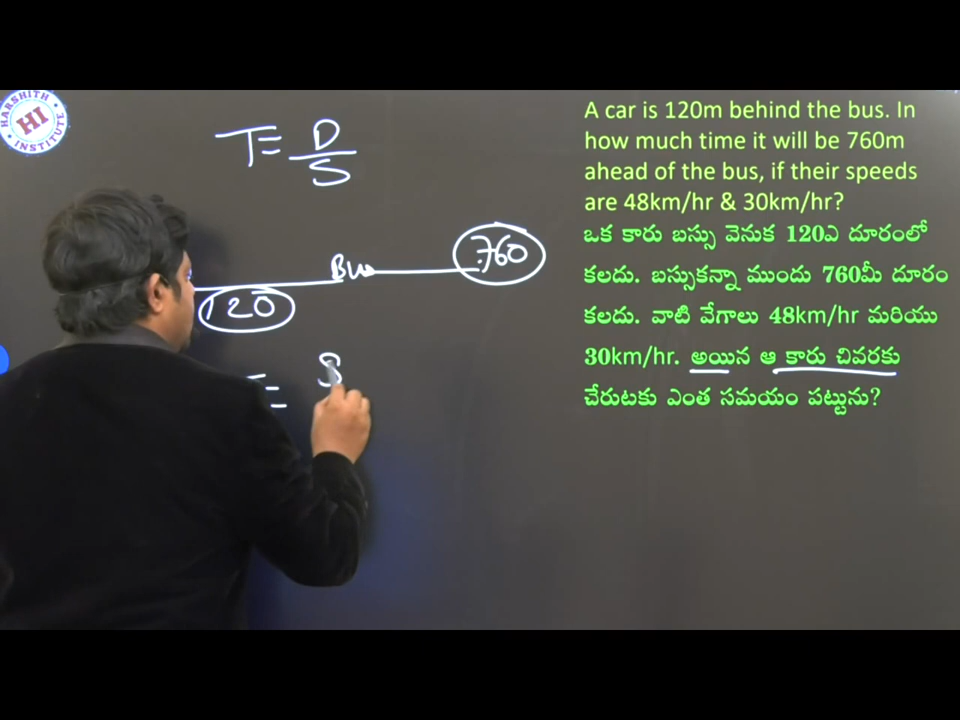 HARSHITH
HI
INSTITUTE
T = D
S
Bus
760
120
=
8
A car is 120m behind the bus. In
how much time it will be 760m
ahead of the bus, if their speeds
are 48km/hr & 30km/hr?
ఒక కారు బస్సు వెనుక 120ఎ దూరంలో
కలదు. బస్సుకన్నా ముందు 760మీ దూరం
కలదు. వాటి వేగాలు 48km/hr మరియు
30km/hr. అయిన ఆ కారు చివరకు
చేరుటకు ఎంత సమయం పట్టును?